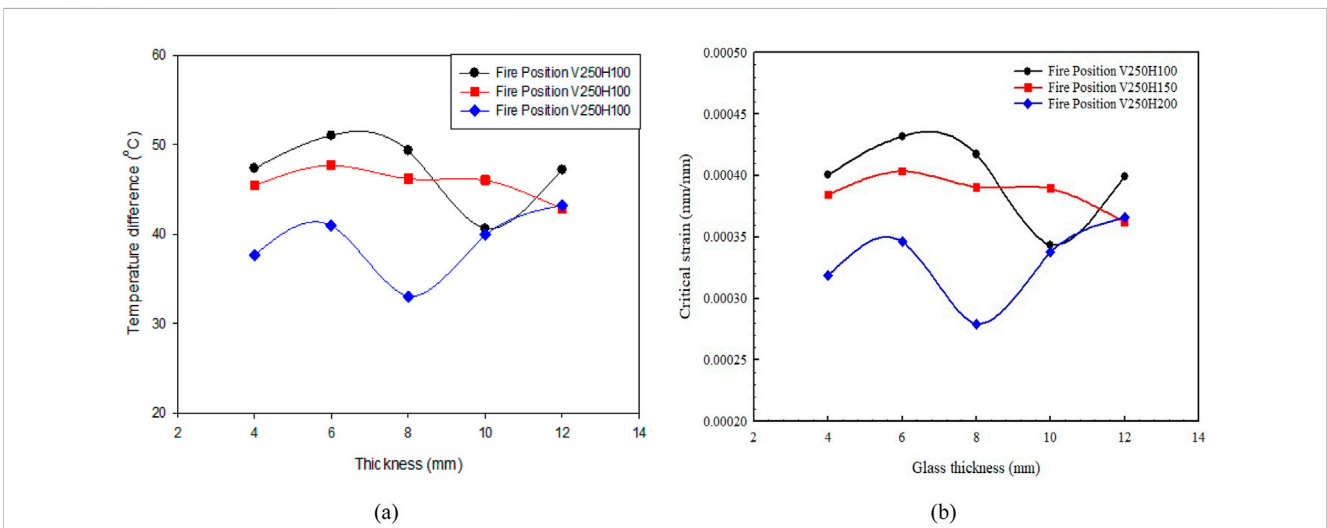 60
50
40
30
20
Temperature difference (°C)
Fire Position V250H100
Fire Position V250H100
Fire Position V250H100
2 4 6 8 10 12 14
Thickness (mm)
(a)
0.00050
0.00045
0.00040
0.00035
0.00030
0.00025
0.00020
Critical strain (mm/mm)
Fire Position V250H100
Fire Position V250H150
Fire Position V250H200
2 4 6 8 10 12 14
Glass thickness (mm)
(b)